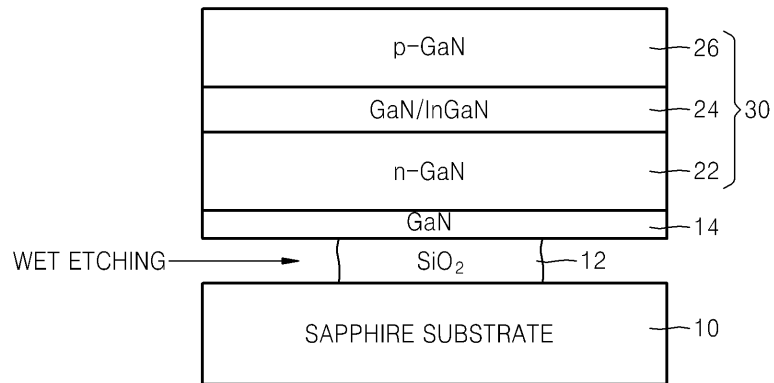 p-GaN 26
GaN/InGaN 24 30
n-GaN 22
GaN 14
WET ETCHING SiO₂ 12
SAPPHIRE SUBSTRATE 10